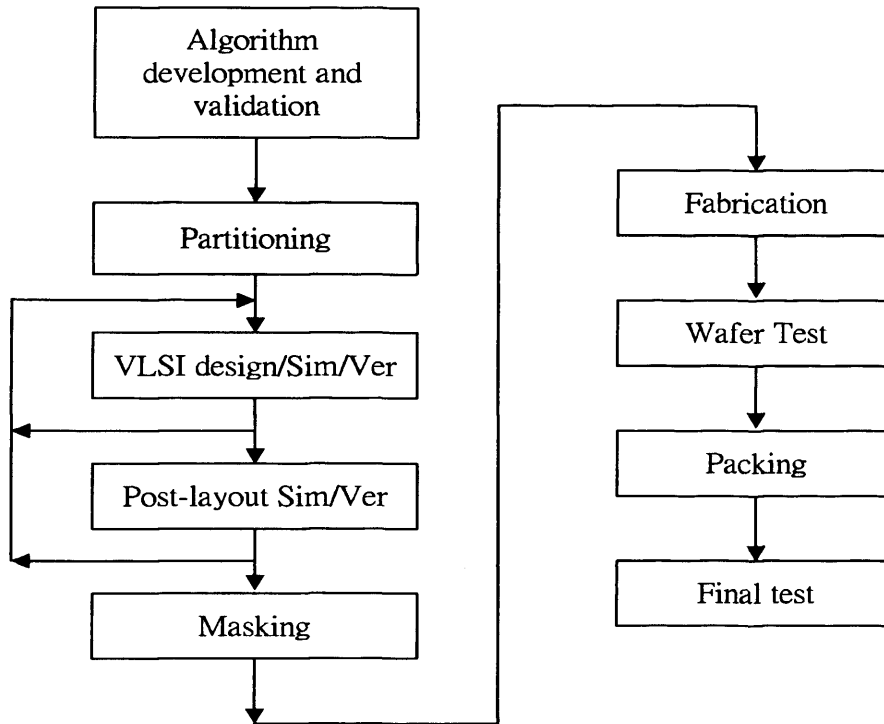 Algorithm
development and
validation
Partitioning
VLSI design/Sim/Ver
Post-layout Sim/Ver
Masking
Fabrication
Wafer Test
Packing
Final test